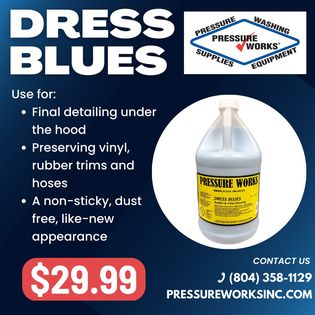 DRESS
BLUES
PRESSURE WASHING
PRESSURE WORKS®
SUPPLIES EQUIPMENT
Use for:
• Final detailing under
the hood
• Preserving vinyl,
rubber trims and
hoses
• A non-sticky, dust
free, like-new
appearance
PRESSURE WORKS
DRESS BLUES
$29.99
CONTACT US
(804) 358-1129
PRESSUREWORKSINC.COM